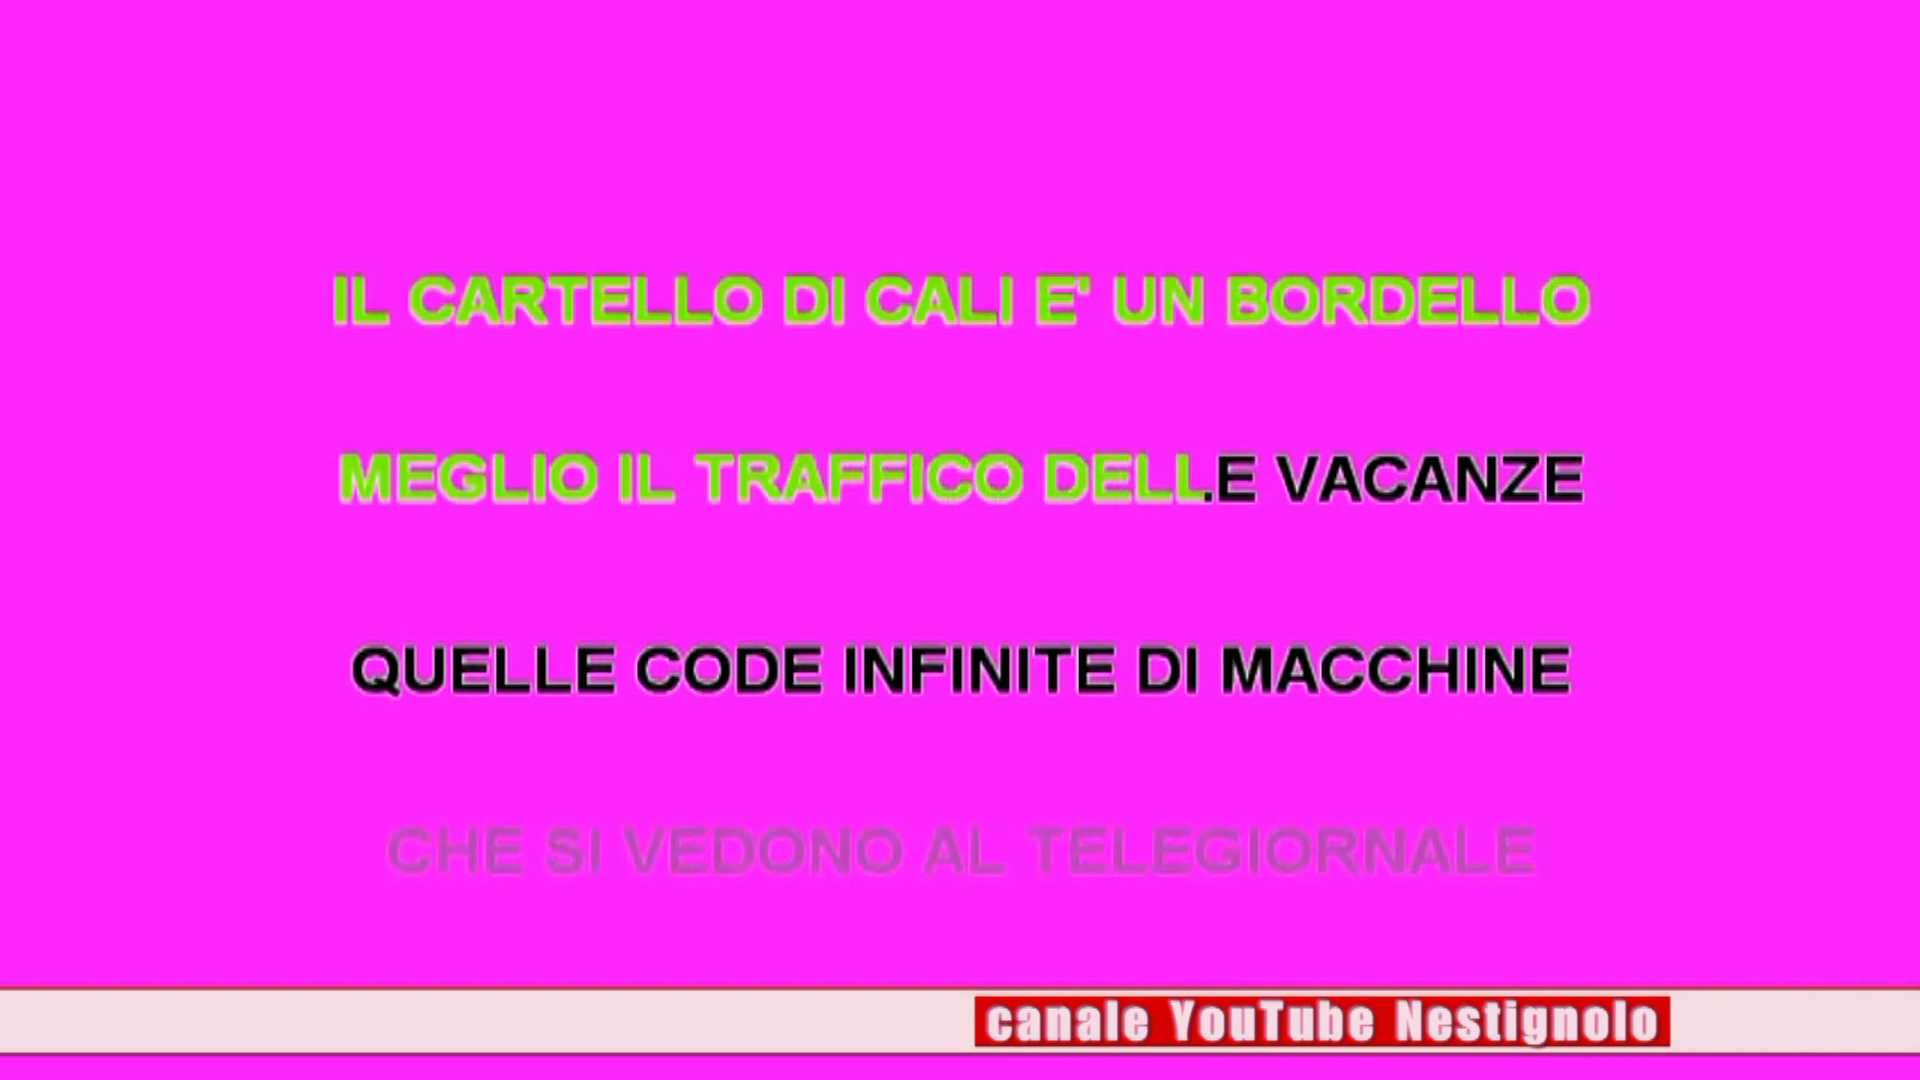 IL CARTELLO DI CALI E' UN BORDELLO
MEGLIO IL TRAFFICO DELLE VACANZE
QUELLE CODE INFINITE DI MACCHINE
CHE SI VEDONO AL TELEGIORNALE
canale YouTube Nestignolo